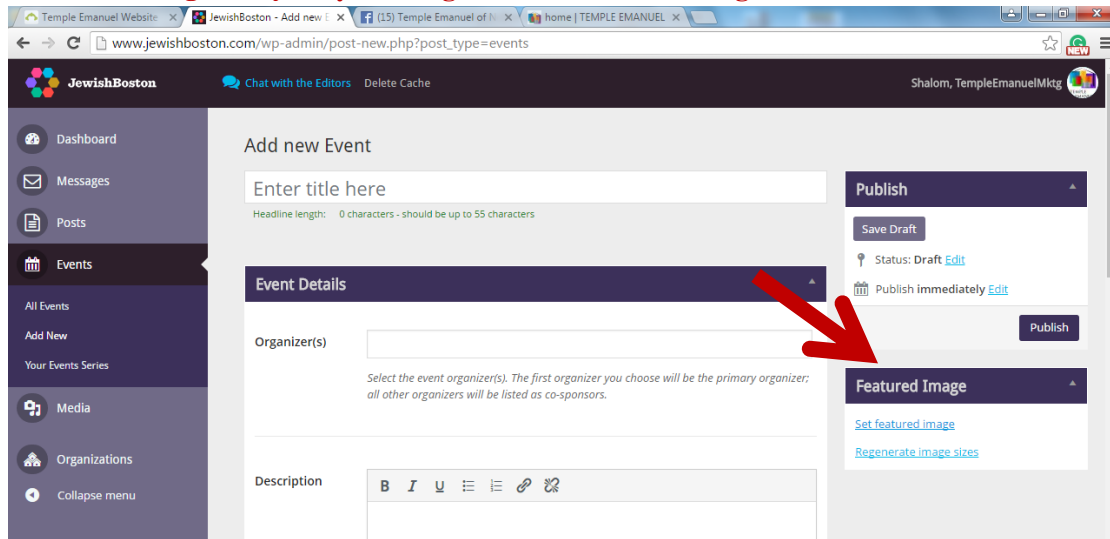 Temple Emanuel Website
JewishBoston - Add new E
(15) Temple Emanuel of N
home | TEMPLE EMANUEL
www.jewishboston.com/wp-admin/post-new.php?post_type=events
NEW
JewishBoston
Chat with the Editors
Delete Cache
Shalom, TempleEmanuelMktg
Dashboard
Messages
Posts
Events
All Events
Add New
Your Events Series
Media
Organizations
Collapse menu
Add new Event
Enter title here
Headline length: 0 characters - should be up to 55 characters
Event Details
Organizer(s)
Select the event organizer(s). The first organizer you choose will be the primary organizer;
all other organizers will be listed as co-sponsors.
Description
B I U
Publish
Save Draft
Status: Draft Edit
Publish immediately Edit
Publish
Featured Image
Set featured image
Regenerate image sizes